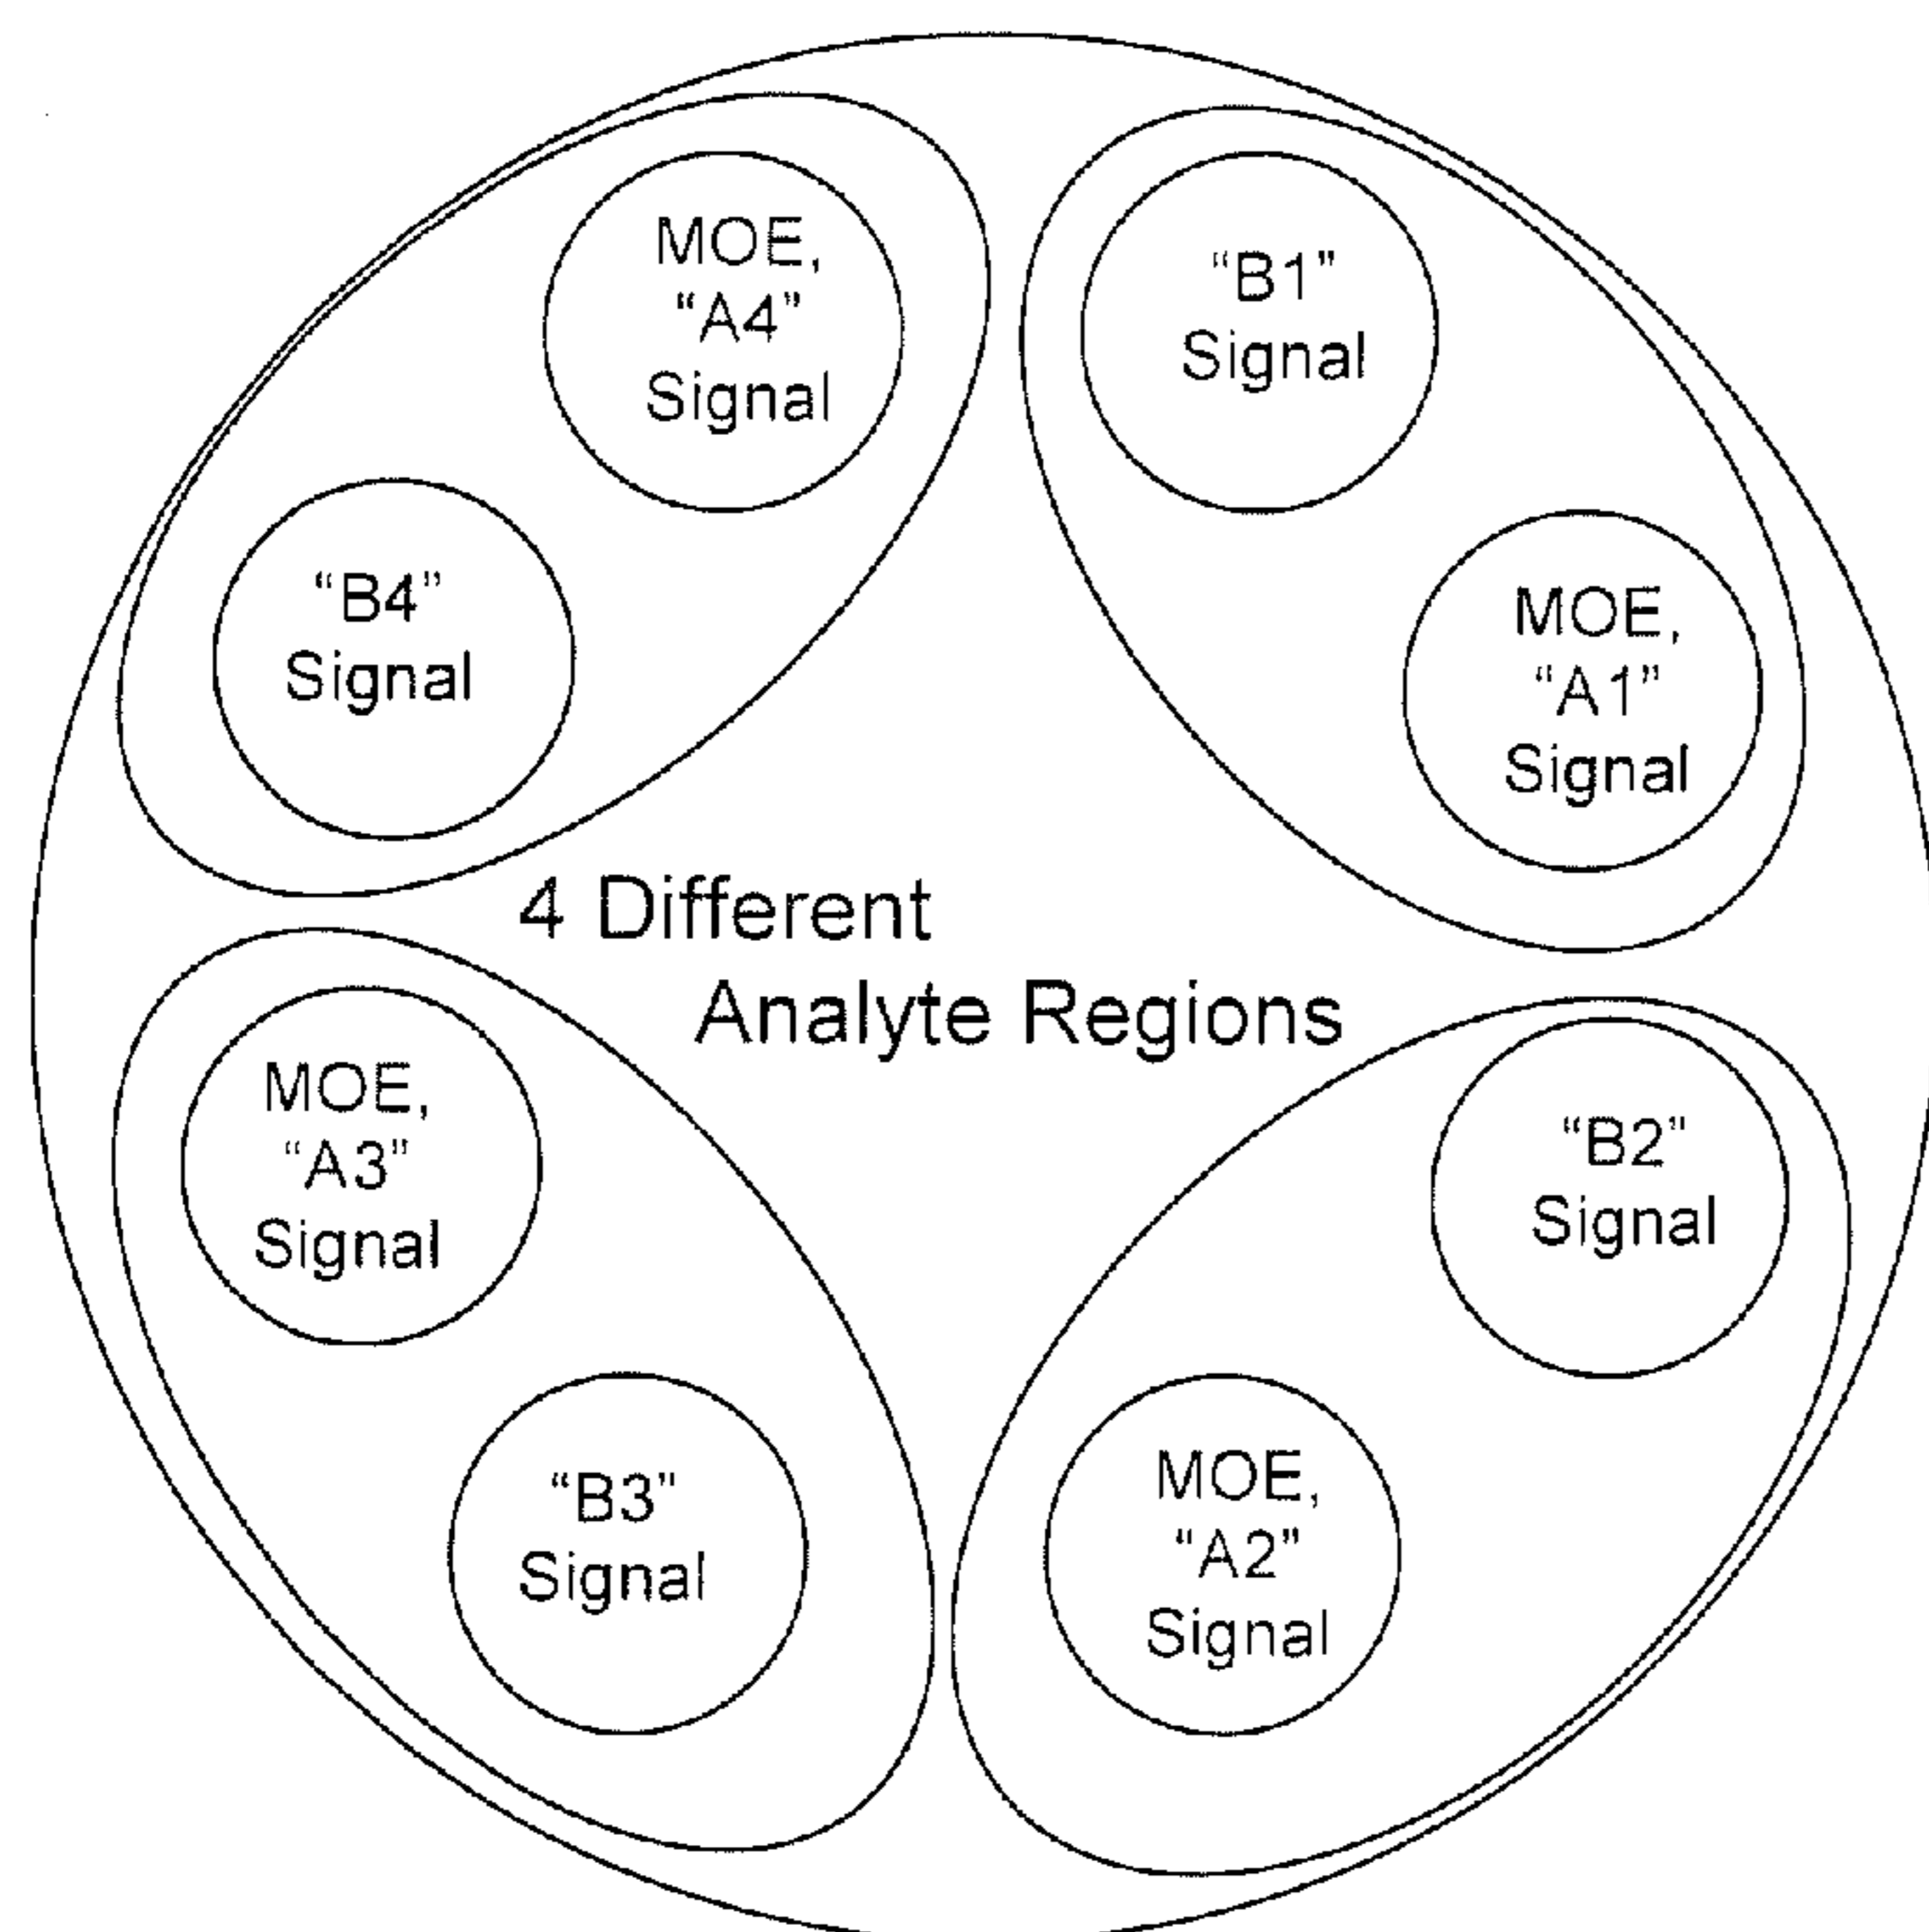 MOE,
“A4”
Signal
“B1”
Signal
“B4”
Signal
MOE,
“A1”
Signal
4 Different
Analyte Regions
MOE,
“A3”
Signal
“B2”
Signal
“B3”
Signal
MOE,
“A2”
Signal